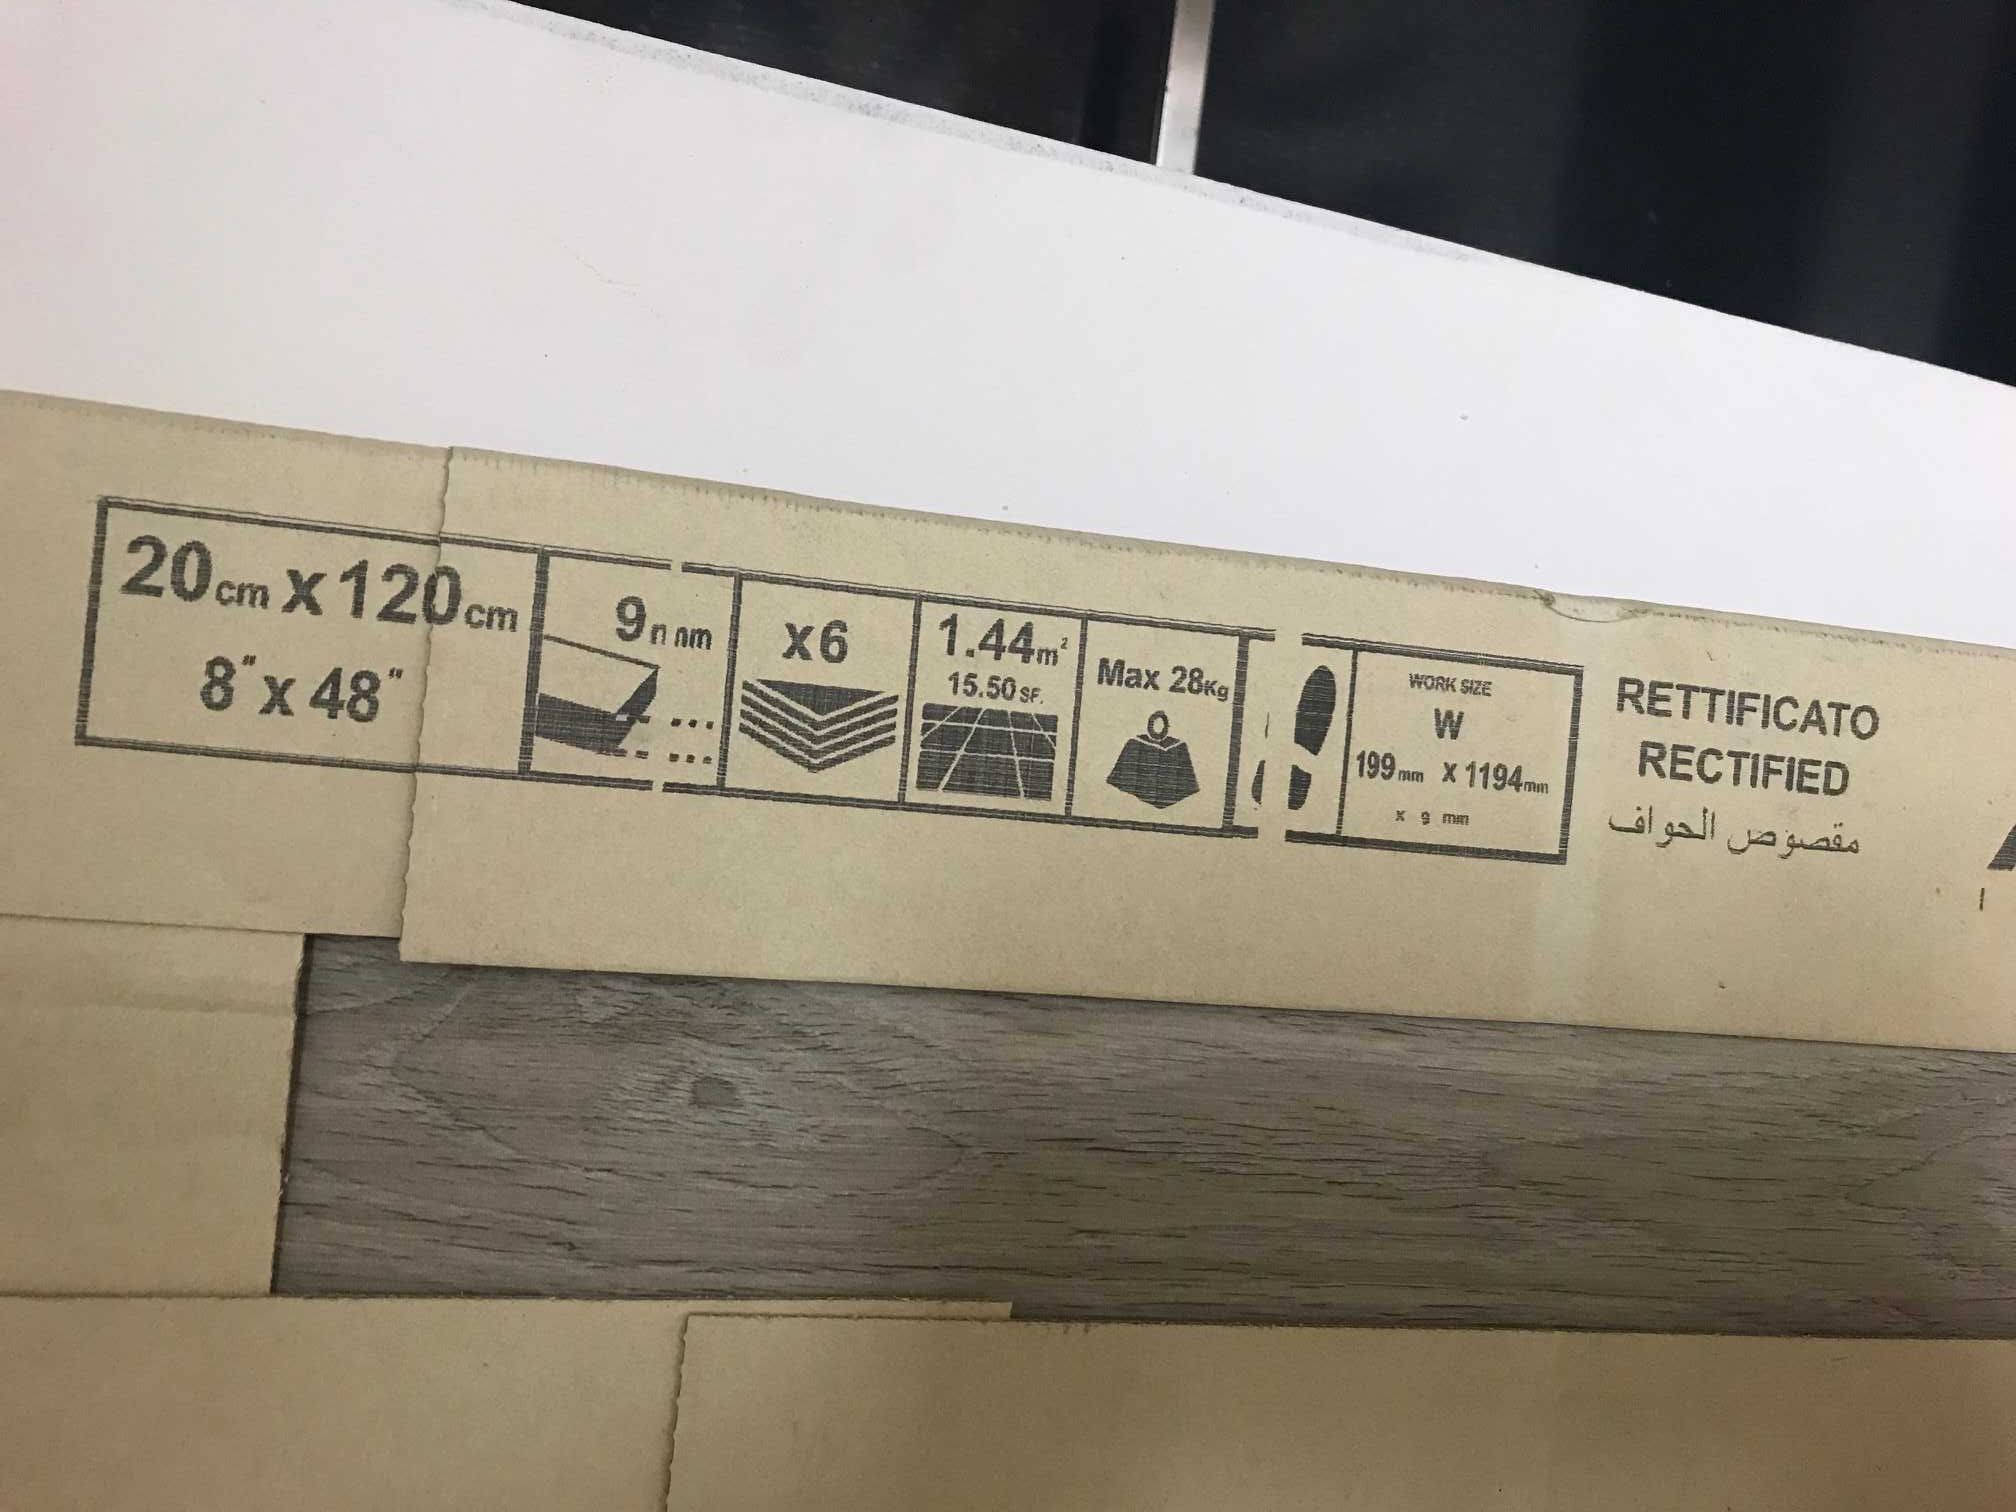 20cm x 120cm
8" x 48"
9mm
x6
1.44m²
15.50 SF.
Max 28Kg
WORK SIZE
W
199mm X 1194mm
x 9 mm
RETTIFICATO
RECTIFIED
مقصوص الحواف